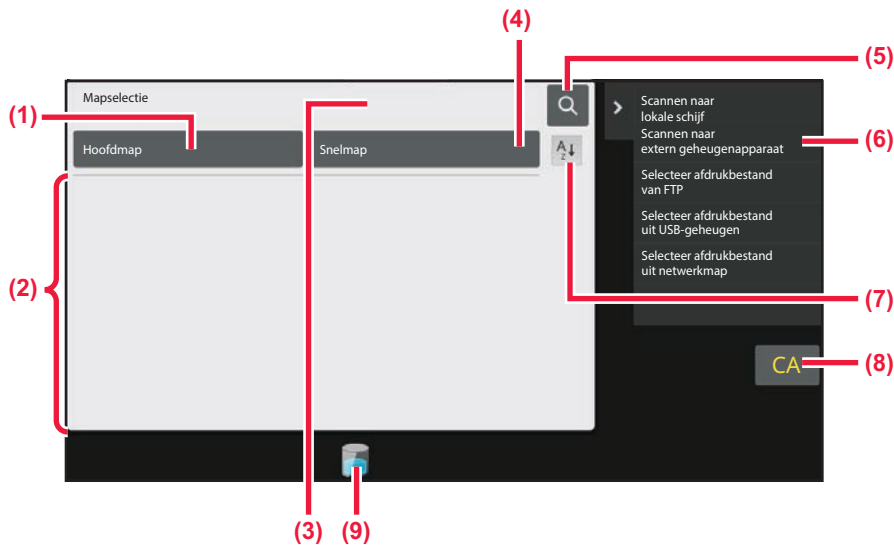 (4)
(5)
Mapselectie
(1)
Scannen naar
lokale schijf
Scannen naar
extern geheugenapparaat
(6)
Hoofdmap
Snelmap
A
Z
Selecteer afdrukbestand
van FTP
Selecteer afdrukbestand
uit USB-geheugen
Selecteer afdrukbestand
uit netwerkmap
(2)
(7)
CA
(8)
(3)
(9)